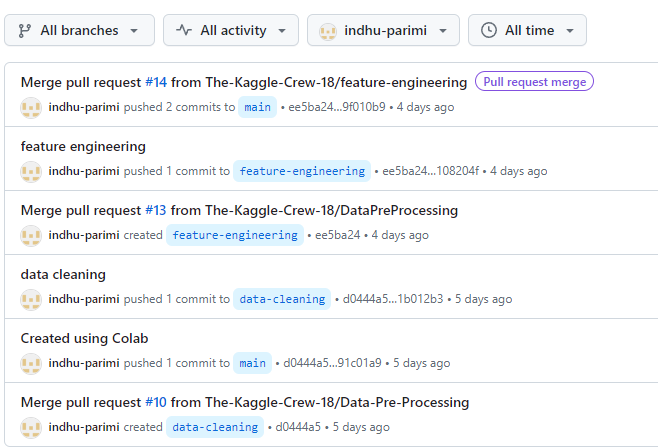 All branches All activity indhu-parimi All time
Merge pull request #14 from The-Kaggle-Crew-18/feature-engineering Pull request merge
indhu-parimi pushed 2 commits to main • ee5ba24...9f010b9 • 4 days ago
feature engineering
indhu-parimi pushed 1 commit to feature-engineering • ee5ba24...108204f • 4 days ago
Merge pull request #13 from The-Kaggle-Crew-18/DataPreProcessing
indhu-parimi created feature-engineering • ee5ba24 • 4 days ago
data cleaning
indhu-parimi pushed 1 commit to data-cleaning • d0444a5...1b012b3 • 5 days ago
Created using Colab
indhu-parimi pushed 1 commit to main • d0444a5...91c01a9 • 5 days ago
Merge pull request #10 from The-Kaggle-Crew-18/Data-Pre-Processing
indhu-parimi created data-cleaning • d0444a5 • 5 days ago